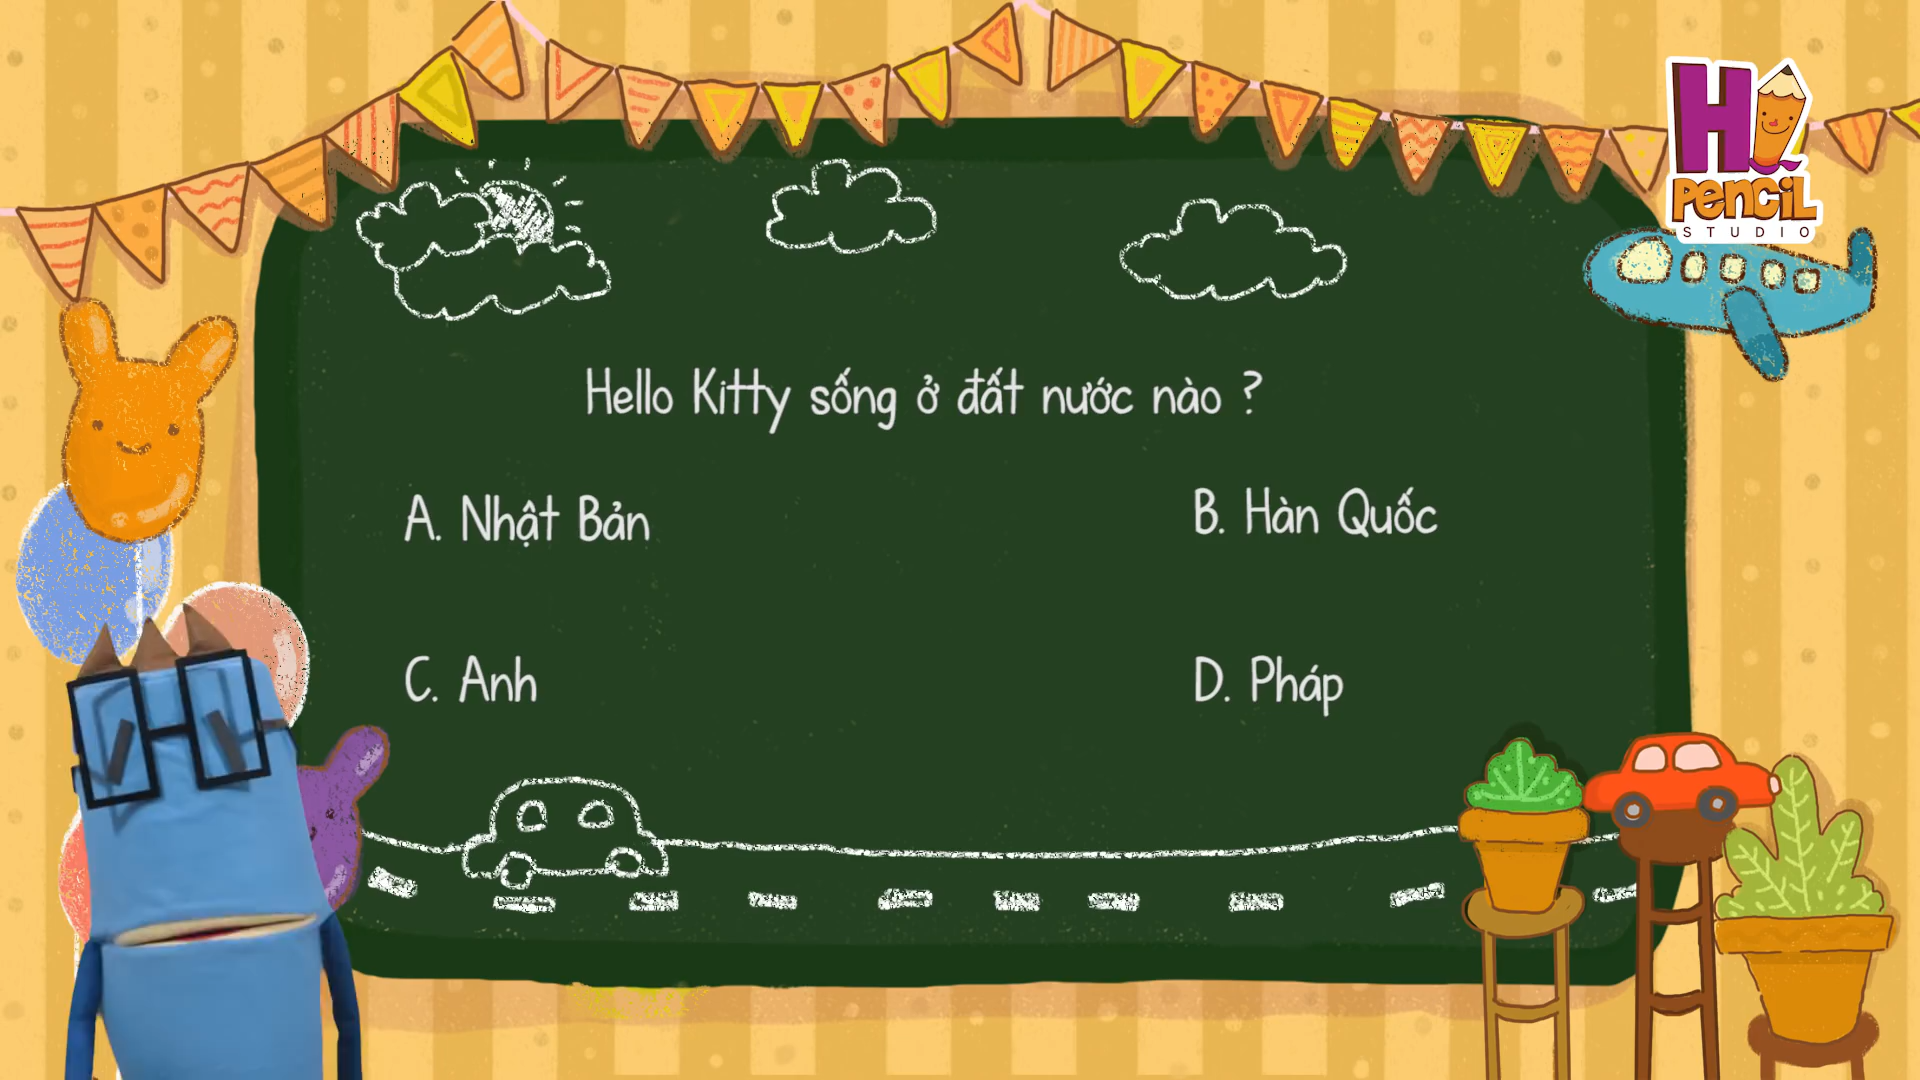 Hi
PENCIL
STUDIO
Hello Kitty sống ở đất nước nào ?
A. Nhật Bản
B. Hàn Quốc
C. Anh
D. Pháp